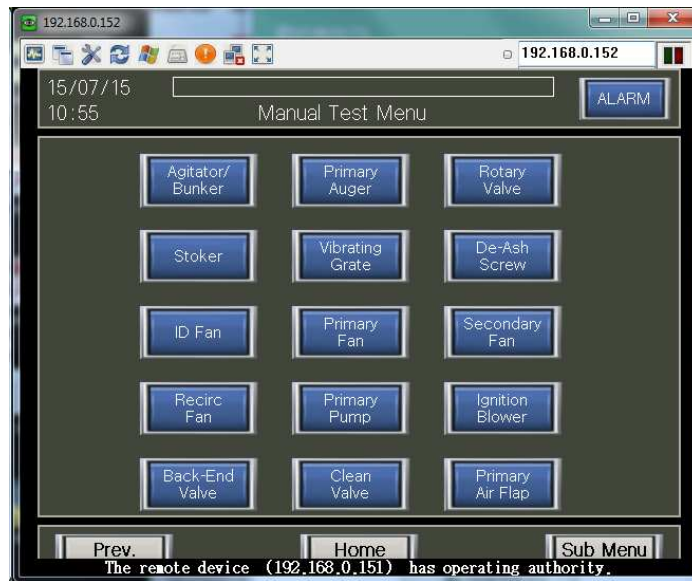 192.168.0.152
192.168.0.152
15/07/15
10:55
Manual Test Menu
ALARM
Agitator/
Bunker
Primary
Auger
Rotary
Valve
Stoker
Vibrating
Grate
De-Ash
Screw
ID Fan
Primary
Fan
Secondary
Fan
Recirc
Fan
Primary
Pump
Ignition
Blower
Back-End
Valve
Clean
Valve
Primary
Air Flap
Prev.
Home
Sub Menu
The remote device (192.168.0.151) has operating authority.